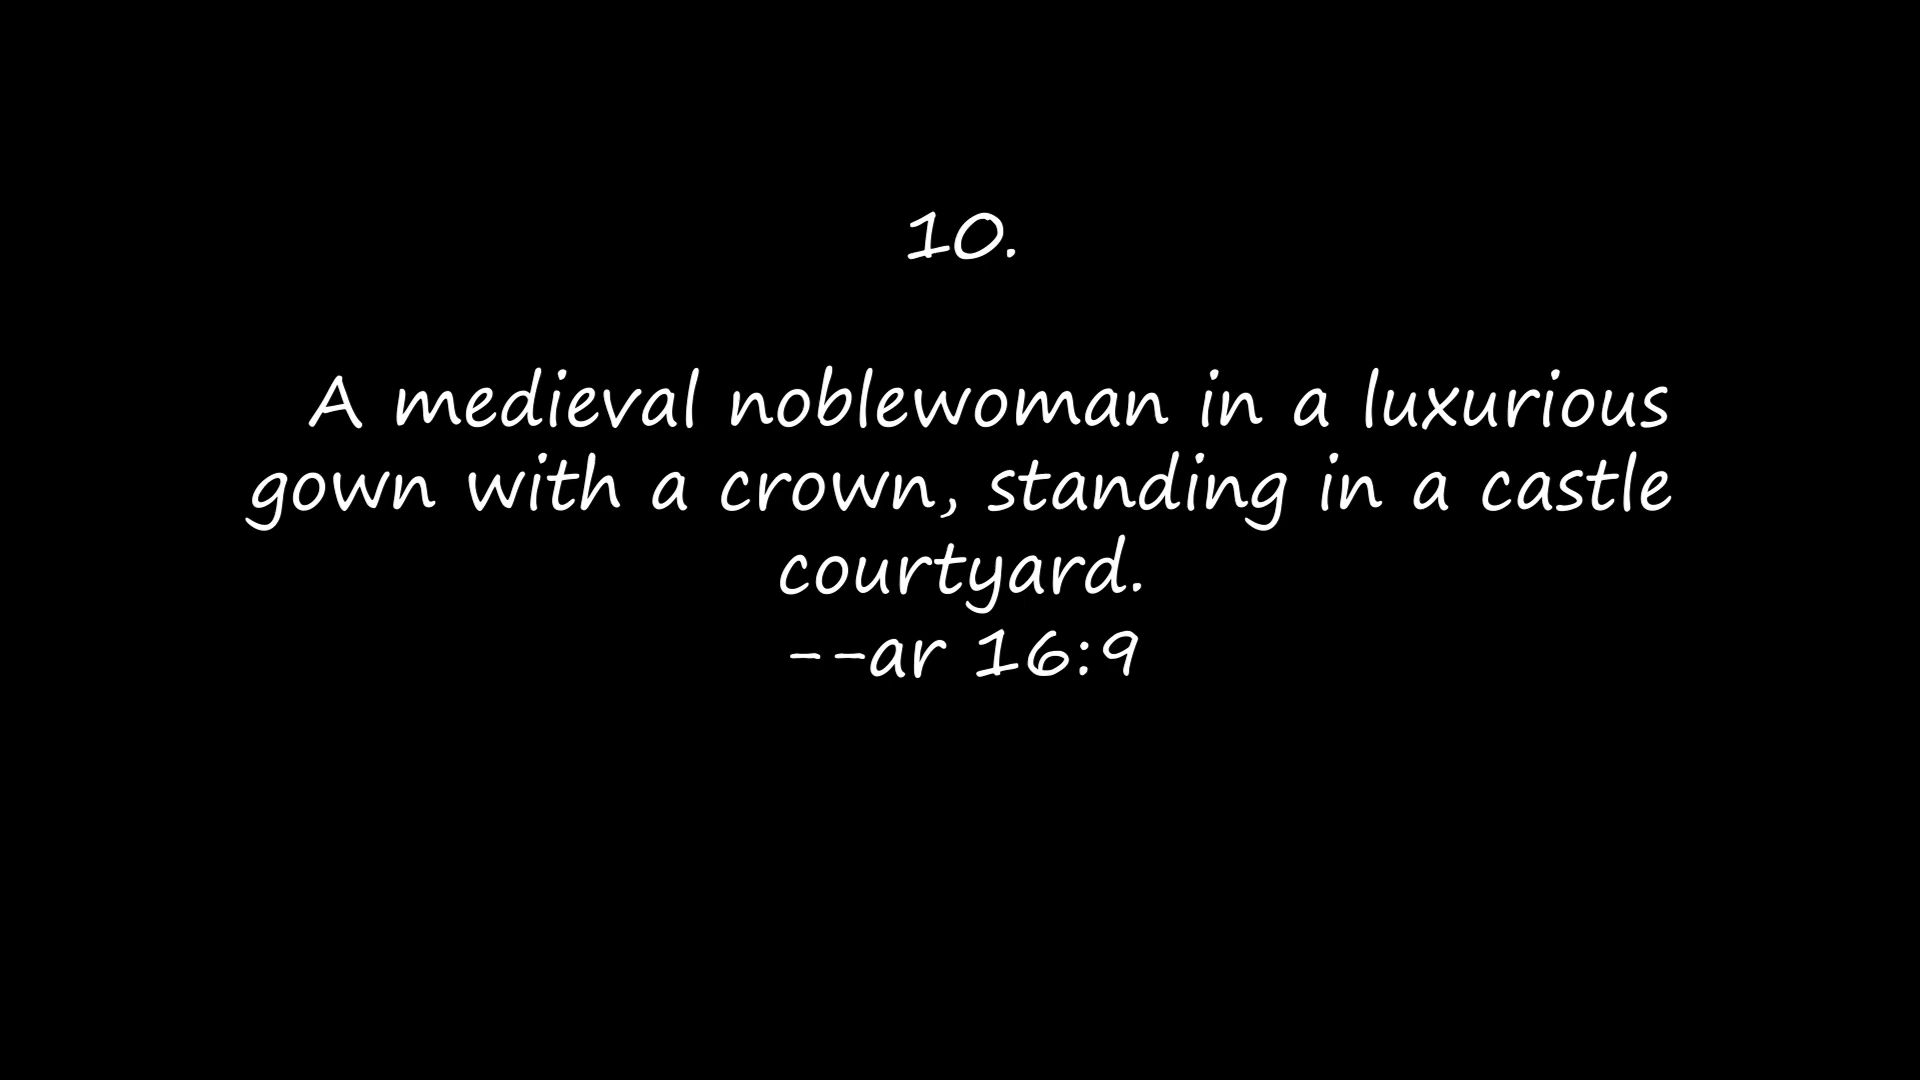 10.
A medieval noblewoman in a luxurious
gown with a crown, standing in a castle
courtyard.
--ar 16:9